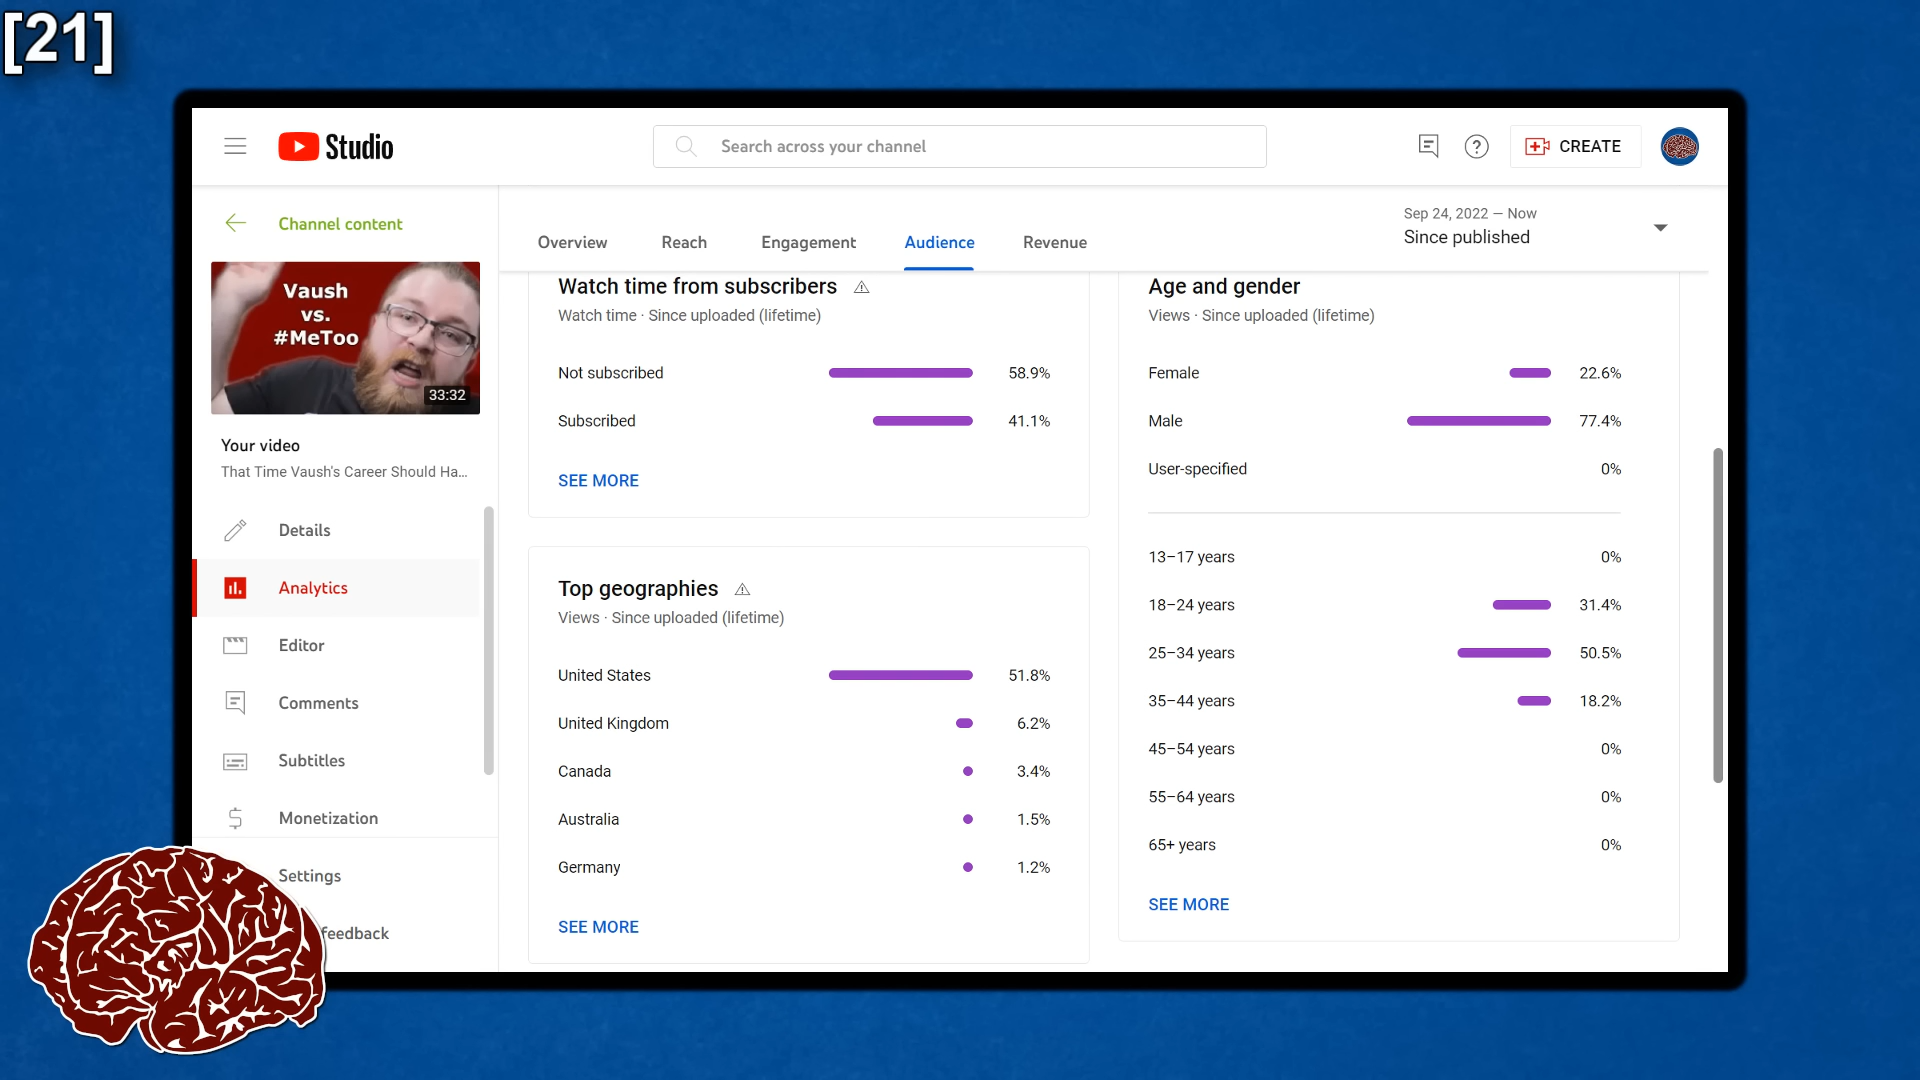 [21]
Studio
Search across your channel
CREATE
Channel content
Vaush
vs.
#MeToo
33:32
Your video
That Time Vaush's Career Should Ha...
Details
Analytics
Editor
Comments
Subtitles
Monetization
Settings
feedback
Overview
Reach
Engagement
Audience
Revenue
Sep 24, 2022 – Now
Since published
Watch time from subscribers
Watch time · Since uploaded (lifetime)
Not subscribed 58.9%
Subscribed 41.1%
SEE MORE
Top geographies
Views · Since uploaded (lifetime)
United States 51.8%
United Kingdom 6.2%
Canada 3.4%
Australia 1.5%
Germany 1.2%
SEE MORE
Age and gender
Views · Since uploaded (lifetime)
Female 22.6%
Male 77.4%
User-specified 0%
13–17 years 0%
18–24 years 31.4%
25–34 years 50.5%
35–44 years 18.2%
45–54 years 0%
55–64 years 0%
65+ years 0%
SEE MORE